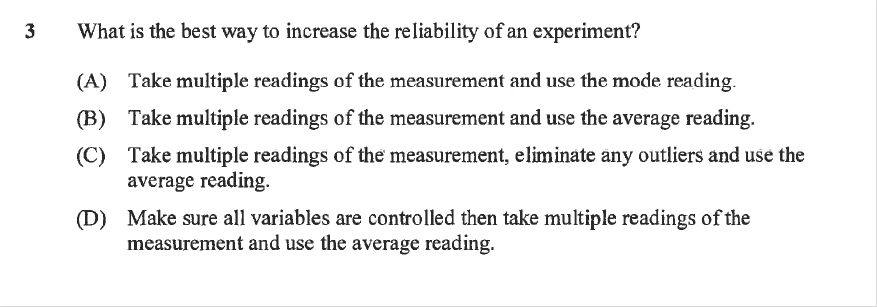 3 What is the best way to increase the reliability of an experiment?
(A) Take multiple readings of the measurement and use the mode reading.
(B) Take multiple readings of the measurement and use the average reading.
(C) Take multiple readings of the measurement, eliminate any outliers and use the
average reading.
(D) Make sure all variables are controlled then take multiple readings of the
measurement and use the average reading.